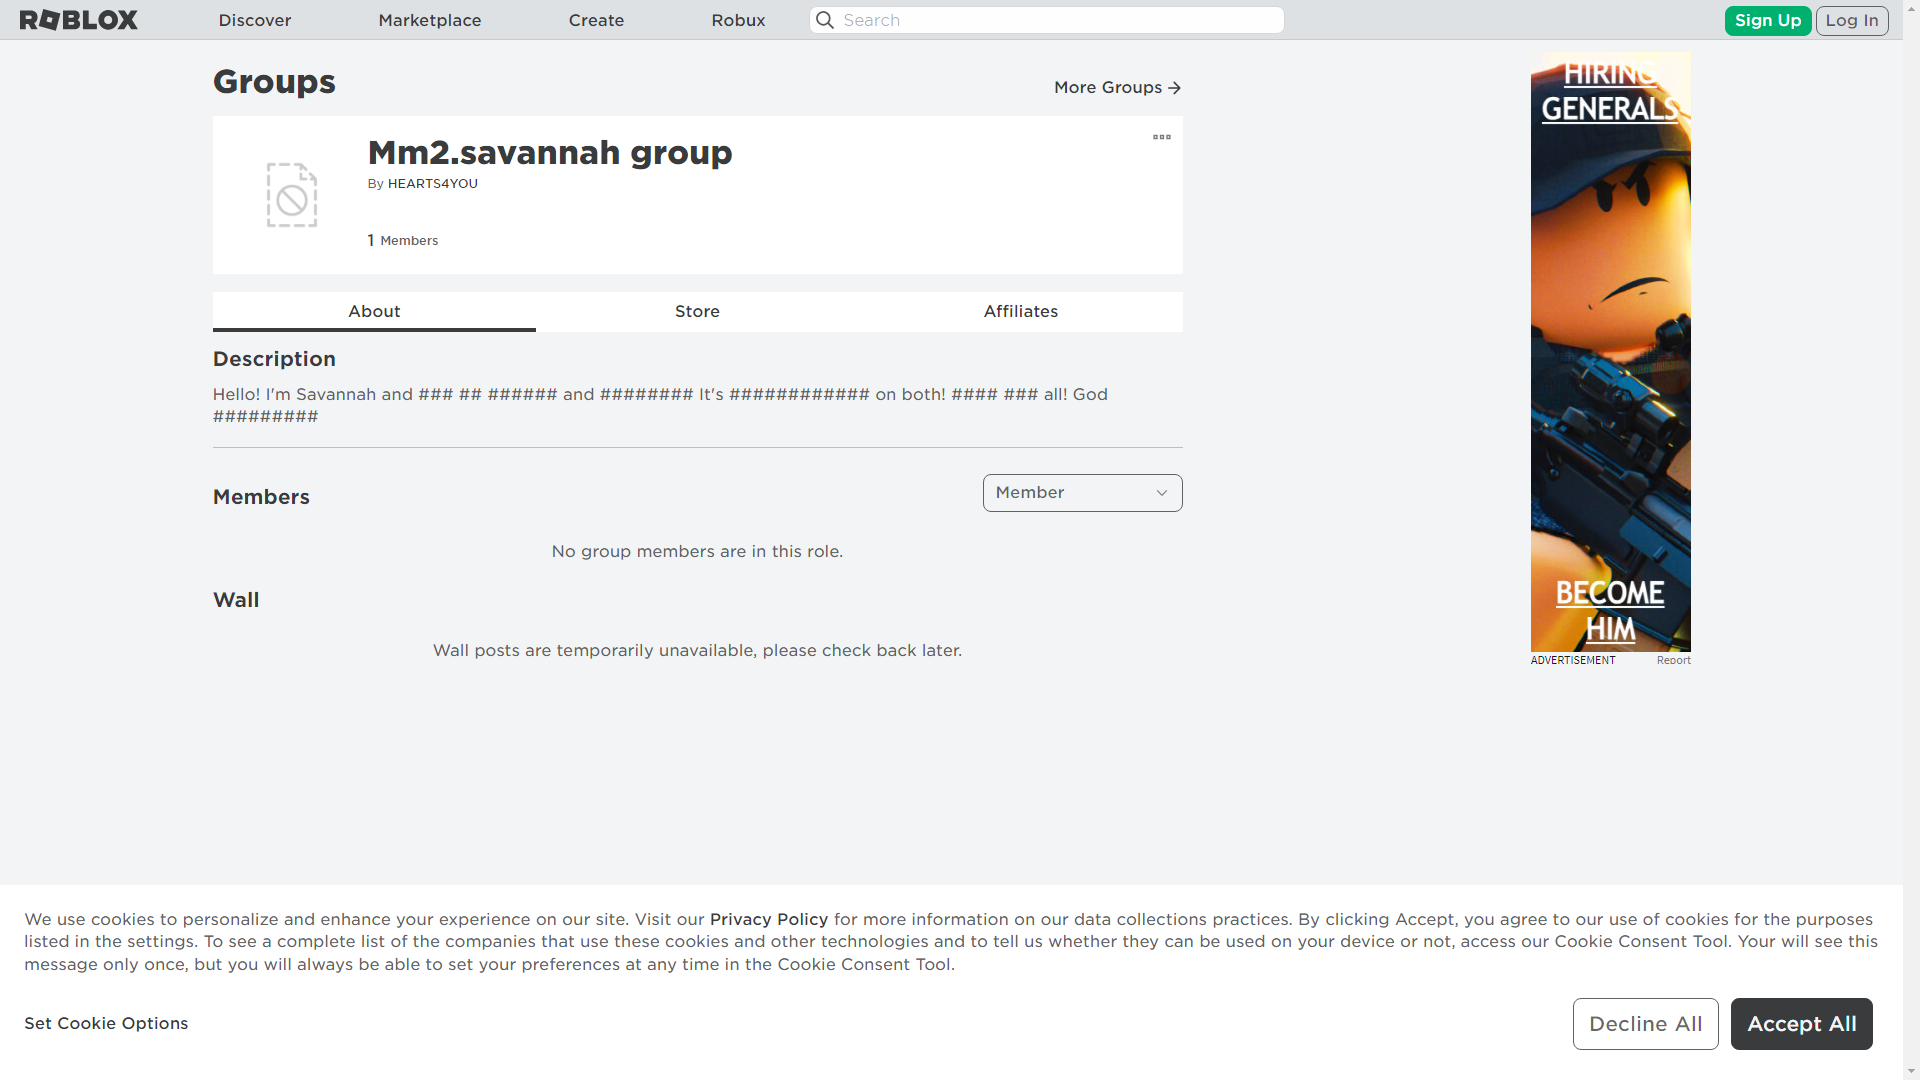 ROBLOX Discover Marketplace Create Robux Search Sign Up Log In
Groups
More Groups
Mm2.savannah group
By HEARTS4YOU
1 Members
About Store Affiliates
Description
Hello! I'm Savannah and ### ## ###### and ######## It's ############ on both! #### ### all! God
#########
Members
Member
No group members are in this role.
Wall
Wall posts are temporarily unavailable, please check back later.
HIRING
GENERALS
BECOME
HIM
ADVERTISEMENT Report
We use cookies to personalize and enhance your experience on our site. Visit our Privacy Policy for more information on our data collections practices. By clicking Accept, you agree to our use of cookies for the purposes
listed in the settings. To see a complete list of the companies that use these cookies and other technologies and to tell us whether they can be used on your device or not, access our Cookie Consent Tool. Your will see this
message only once, but you will always be able to set your preferences at any time in the Cookie Consent Tool.
Set Cookie Options
Decline All
Accept All